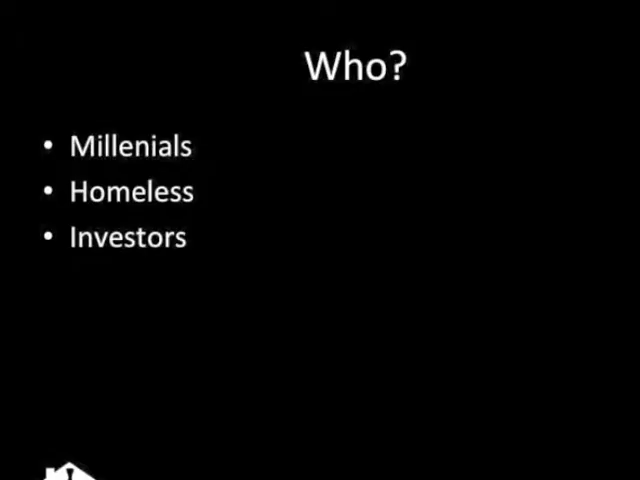 Who?
• Millenials
• Homeless
• Investors